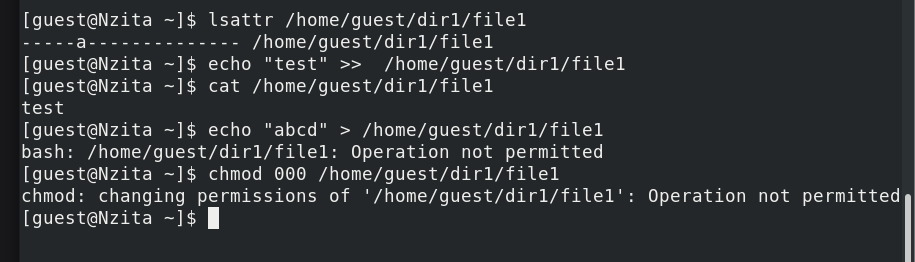 [guest@Nzita ~]$ lsattr /home/guest/dir1/file1
-----a-------------- /home/guest/dir1/file1
[guest@Nzita ~]$ echo "test" >>  /home/guest/dir1/file1
[guest@Nzita ~]$ cat /home/guest/dir1/file1
test
[guest@Nzita ~]$ echo "abcd" > /home/guest/dir1/file1
bash: /home/guest/dir1/file1: Operation not permitted
[guest@Nzita ~]$ chmod 000 /home/guest/dir1/file1
chmod: changing permissions of '/home/guest/dir1/file1': Operation not permitted
[guest@Nzita ~]$